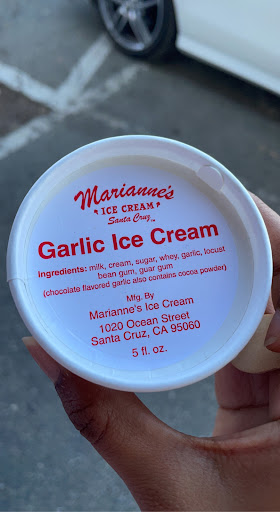 Marianne's
ICE CREAM
Santa Cruz™
Garlic Ice Cream
Ingredients: milk, cream, sugar, whey, garlic, locust
bean gum, guar gum
(chocolate flavored garlic also contains cocoa powder)
Mfg. By
Marianne's Ice Cream
1020 Ocean Street
Santa Cruz, CA 95060
5 fl. oz.